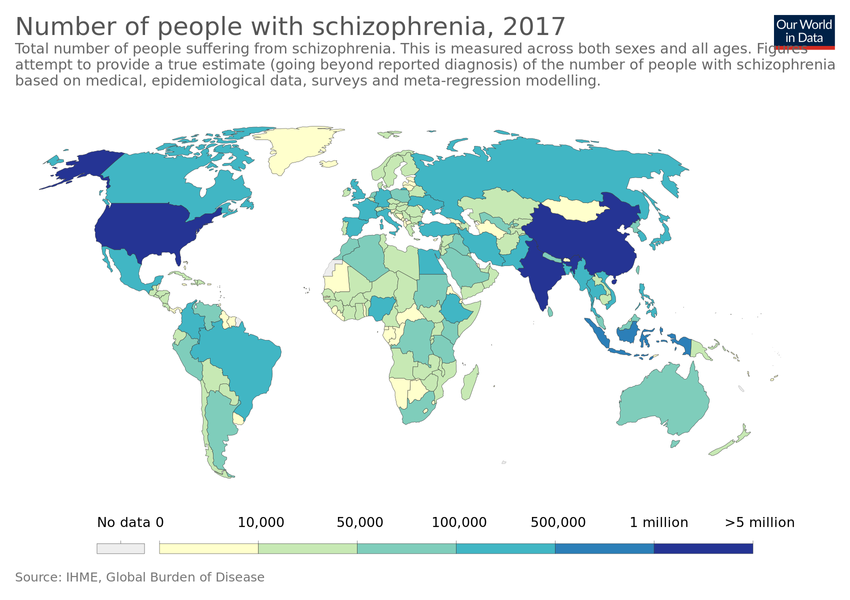 Number of people with schizophrenia, 2017
Our World
in Data
Total number of people suffering from schizophrenia. This is measured across both sexes and all ages. Figures
attempt to provide a true estimate (going beyond reported diagnosis) of the number of people with schizophrenia
based on medical, epidemiological data, surveys and meta-regression modelling.
No data 0 10,000 50,000 100,000 500,000 1 million >5 million
Source: IHME, Global Burden of Disease